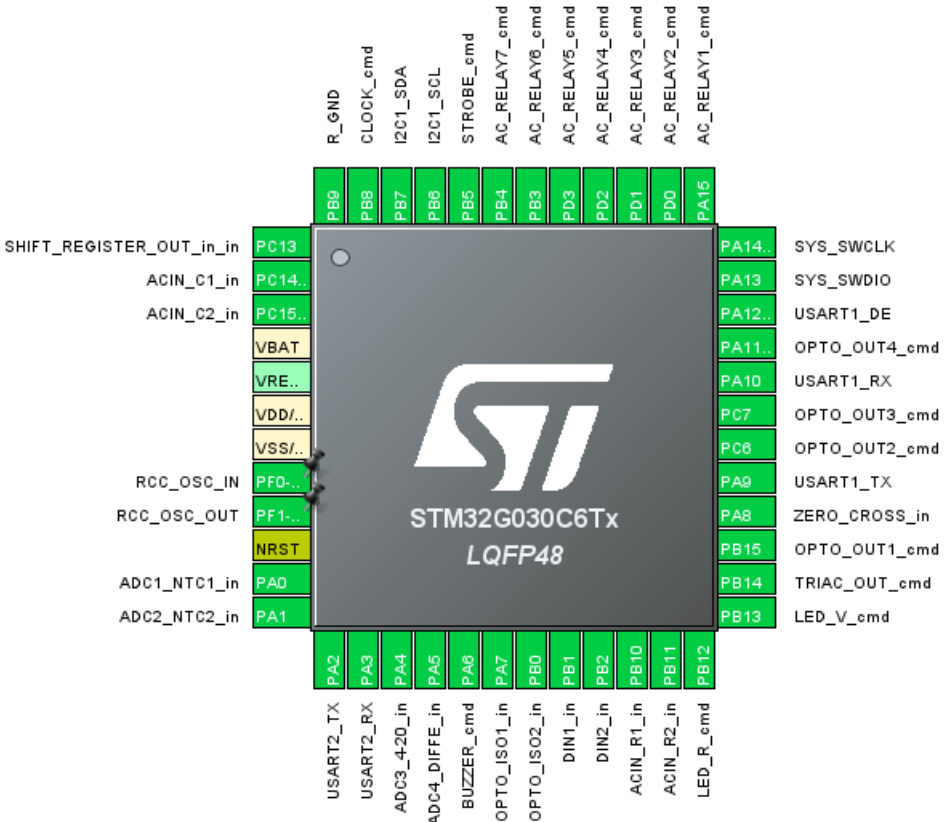 R_GND
CLOCK_cmd
I2C1_SDA
I2C1_SCL
STROBE_cmd
AC_RELAY7_cmd
AC_RELAY6_cmd
AC_RELAY5_cmd
AC_RELAY4_cmd
AC_RELAY3_cmd
AC_RELAY2_cmd
AC_RELAY1_cmd
PB9
PB8
PB7
PB6
PB5
PB4
PB3
PD3
PD2
PD1
PD0
PA15
SHIFT_REGISTER_OUT_in_in PC13
ACIN_C1_in PC14..
ACIN_C2_in PC15..
VBAT
VRE..
VDD/..
VSS/..
RCC_OSC_IN PF0-..
RCC_OSC_OUT PF1-..
NRST
ADC1_NTC1_in PA0
ADC2_NTC2_in PA1
ST
STM32G030C6Tx
LQFP48
PA14.. SYS_SWCLK
PA13 SYS_SWDIO
PA12.. USART1_DE
PA11.. OPTO_OUT4_cmd
PA10 USART1_RX
PC7 OPTO_OUT3_cmd
PC6 OPTO_OUT2_cmd
PA9 USART1_TX
PA8 ZERO_CROSS_in
PB15 OPTO_OUT1_cmd
PB14 TRIAC_OUT_cmd
PB13 LED_V_cmd
PA2
PA3
PA4
PA5
PA6
PA7
PB0
PB1
PB2
PB10
PB11
PB12
USART2_TX
USART2_RX
ADC3_4-20_in
ADC4_DIFFE_in
BUZZER_cmd
OPTO_ISO1_in
OPTO_ISO2_in
DIN1_in
DIN2_in
ACIN_R1_in
ACIN_R2_in
LED_R_cmd